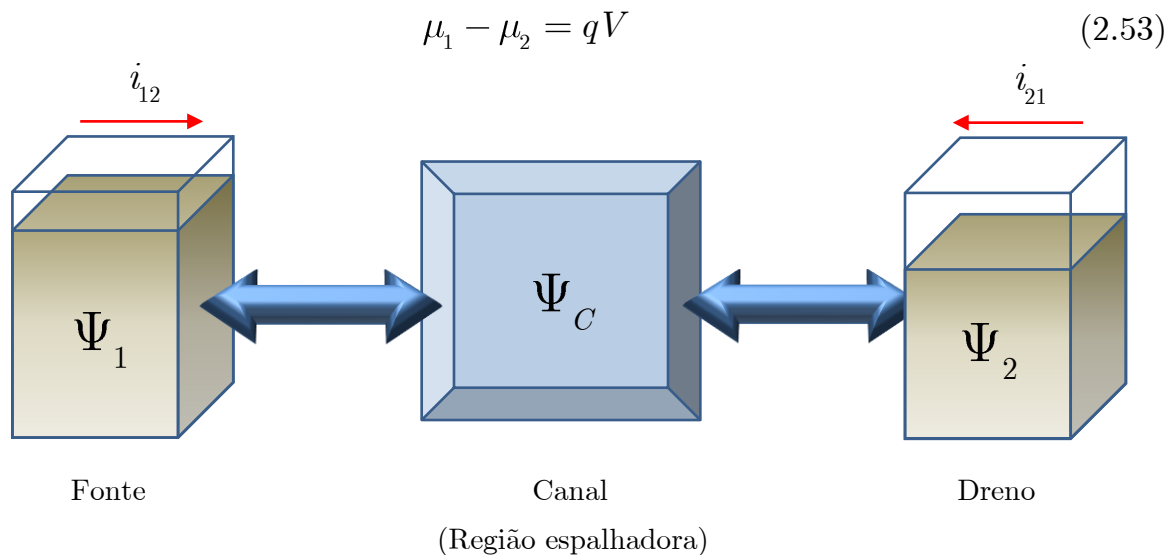 μ₁ − μ₂ = qV (2.53)
i₁₂ i₂₁
Ψ₁ Ψ_C Ψ₂
Fonte Canal Dreno
(Região espalhadora)